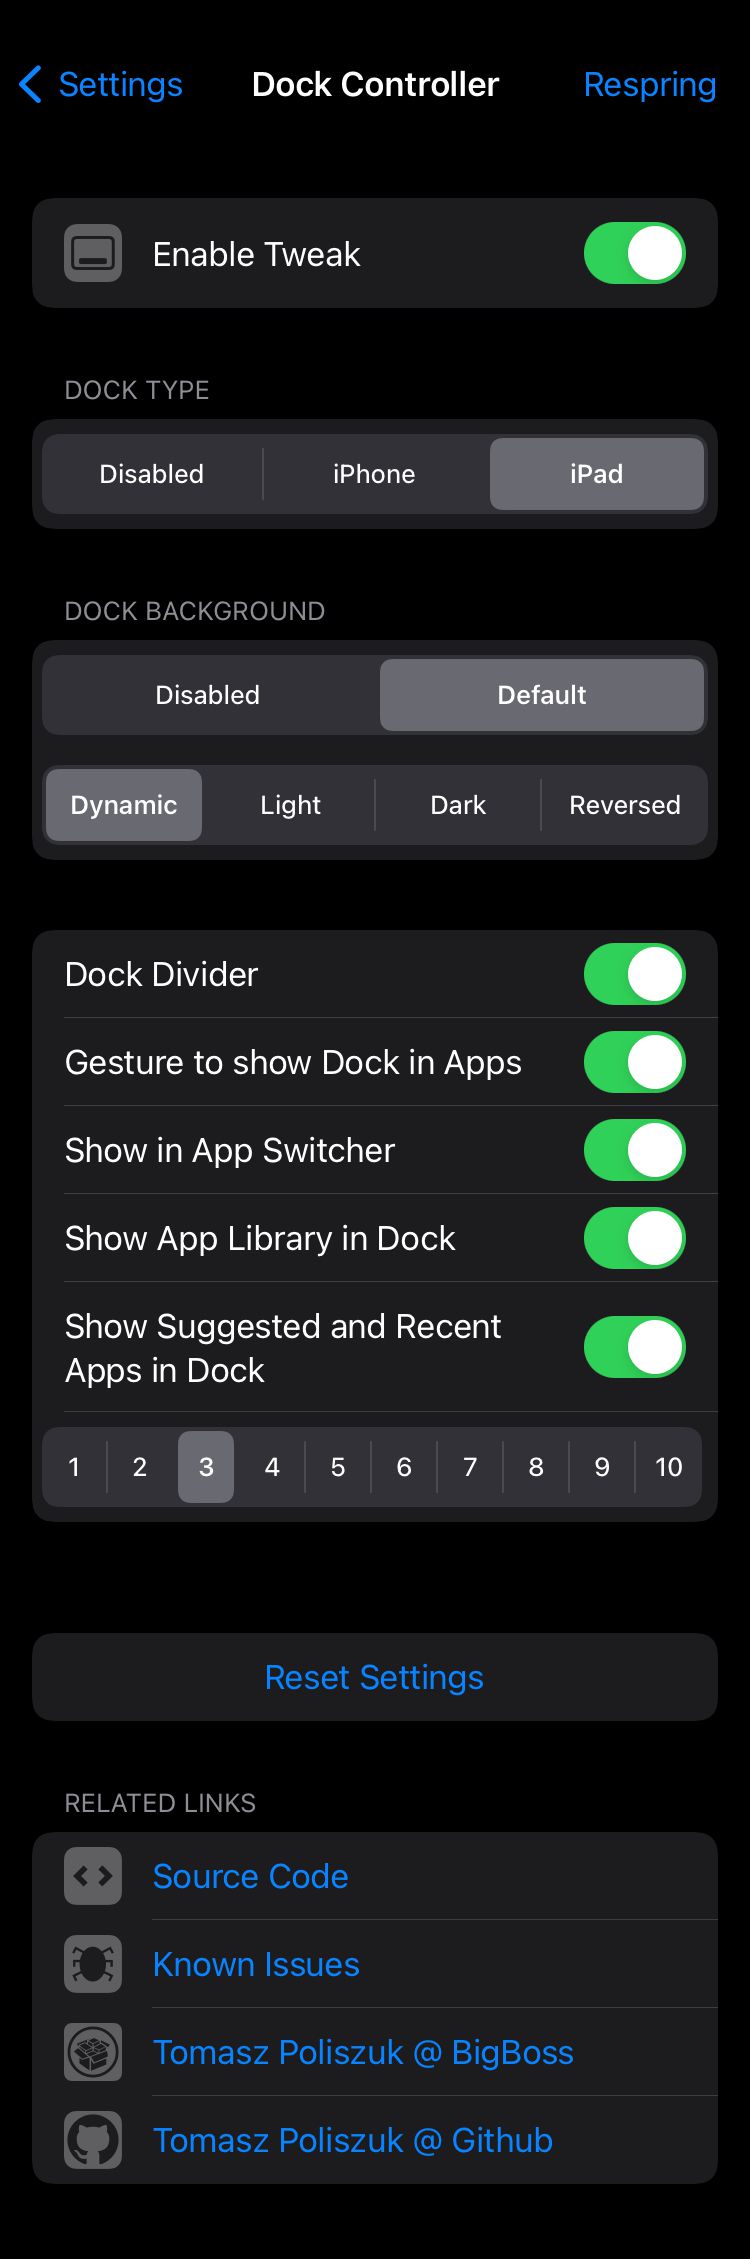 Settings Dock Controller Respring
Enable Tweak
DOCK TYPE
Disabled iPhone iPad
DOCK BACKGROUND
Disabled Default
Dynamic Light Dark Reversed
Dock Divider
Gesture to show Dock in Apps
Show in App Switcher
Show App Library in Dock
Show Suggested and Recent
Apps in Dock
1 2 3 4 5 6 7 8 9 10
Reset Settings
RELATED LINKS
Source Code
Known Issues
Tomasz Poliszuk @ BigBoss
Tomasz Poliszuk @ Github